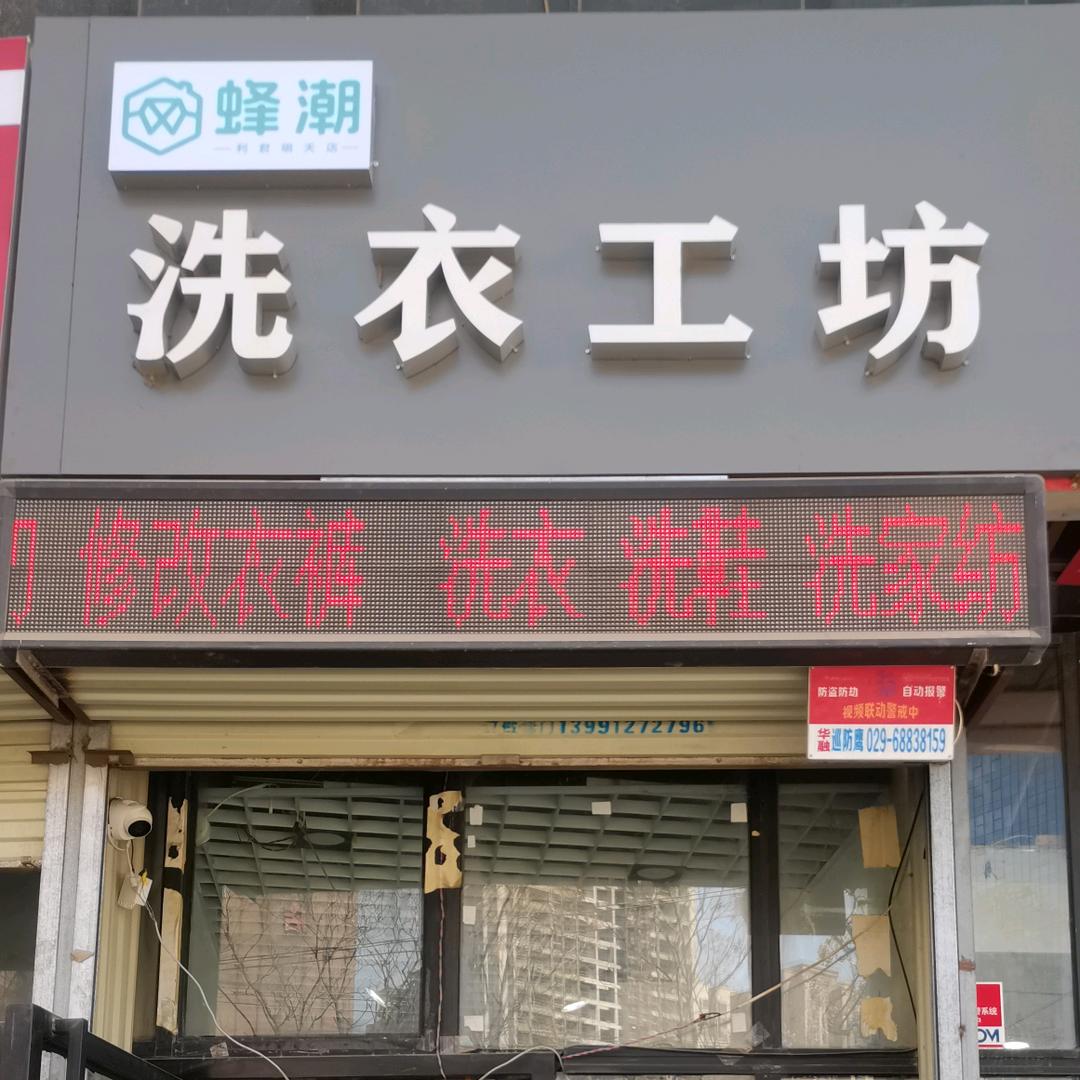 蜂潮
利君明天店
洗衣工坊
修改衣裤 洗衣 洗鞋 洗家纺
13991272796
防盗防劫 自动报警
视频联动警戒中
华融 巡防鹰 029-68838159